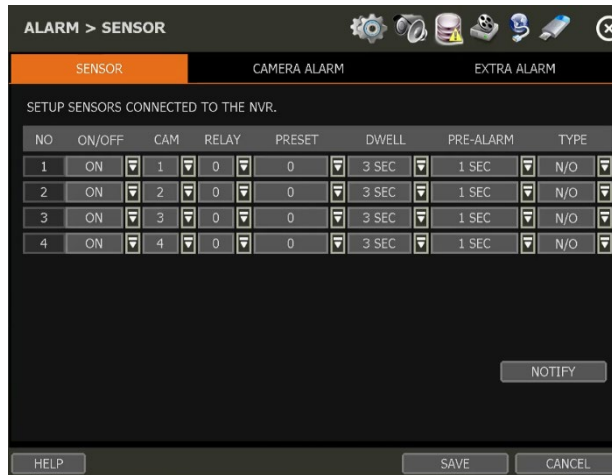 ALARM > SENSOR
SENSOR CAMERA ALARM EXTRA ALARM
SETUP SENSORS CONNECTED TO THE NVR.
NO ON/OFF CAM RELAY PRESET DWELL PRE-ALARM TYPE
1 ON 1 0 0 3 SEC 1 SEC N/O
2 ON 2 0 0 3 SEC 1 SEC N/O
3 ON 3 0 0 3 SEC 1 SEC N/O
4 ON 4 0 0 3 SEC 1 SEC N/O
NOTIFY
HELP SAVE CANCEL